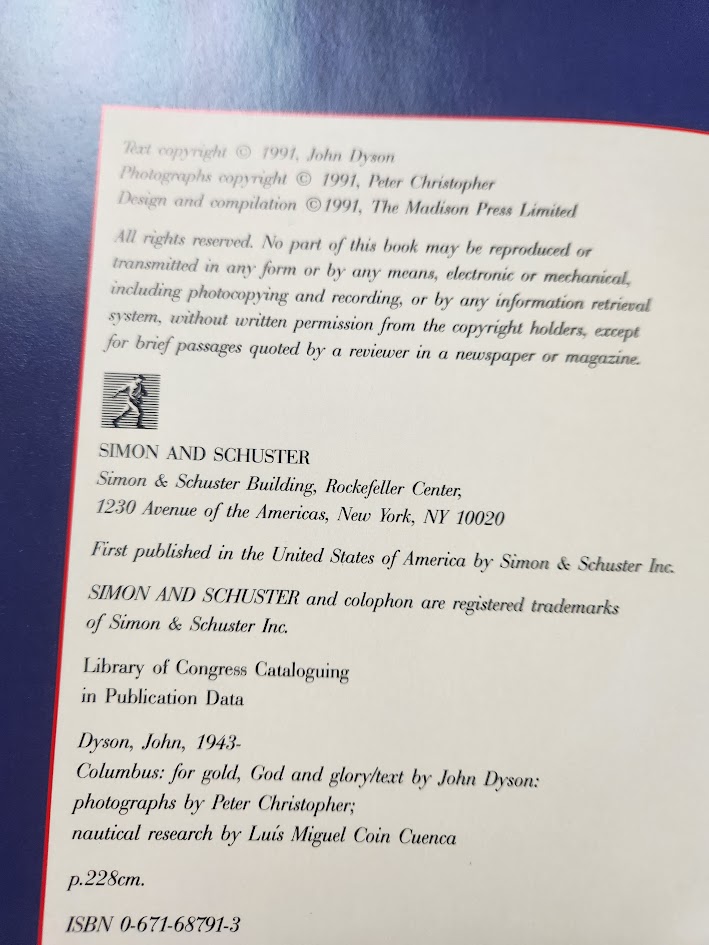 Text copyright © 1991, John Dyson
Photographs copyright © 1991, Peter Christopher
Design and compilation ©1991, The Madison Press Limited
All rights reserved. No part of this book may be reproduced or
transmitted in any form or by any means, electronic or mechanical,
including photocopying and recording, or by any information retrieval
system, without written permission from the copyright holders, except
for brief passages quoted by a reviewer in a newspaper or magazine.
SIMON AND SCHUSTER
Simon & Schuster Building, Rockefeller Center,
1230 Avenue of the Americas, New York, NY 10020
First published in the United States of America by Simon & Schuster Inc.
SIMON AND SCHUSTER and colophon are registered trademarks
of Simon & Schuster Inc.
Library of Congress Cataloguing
in Publication Data
Dyson, John, 1943-
Columbus: for gold, God and glory/text by John Dyson:
photographs by Peter Christopher;
nautical research by Luís Miguel Coin Cuenca
p.228cm.
ISBN 0-671-68791-3